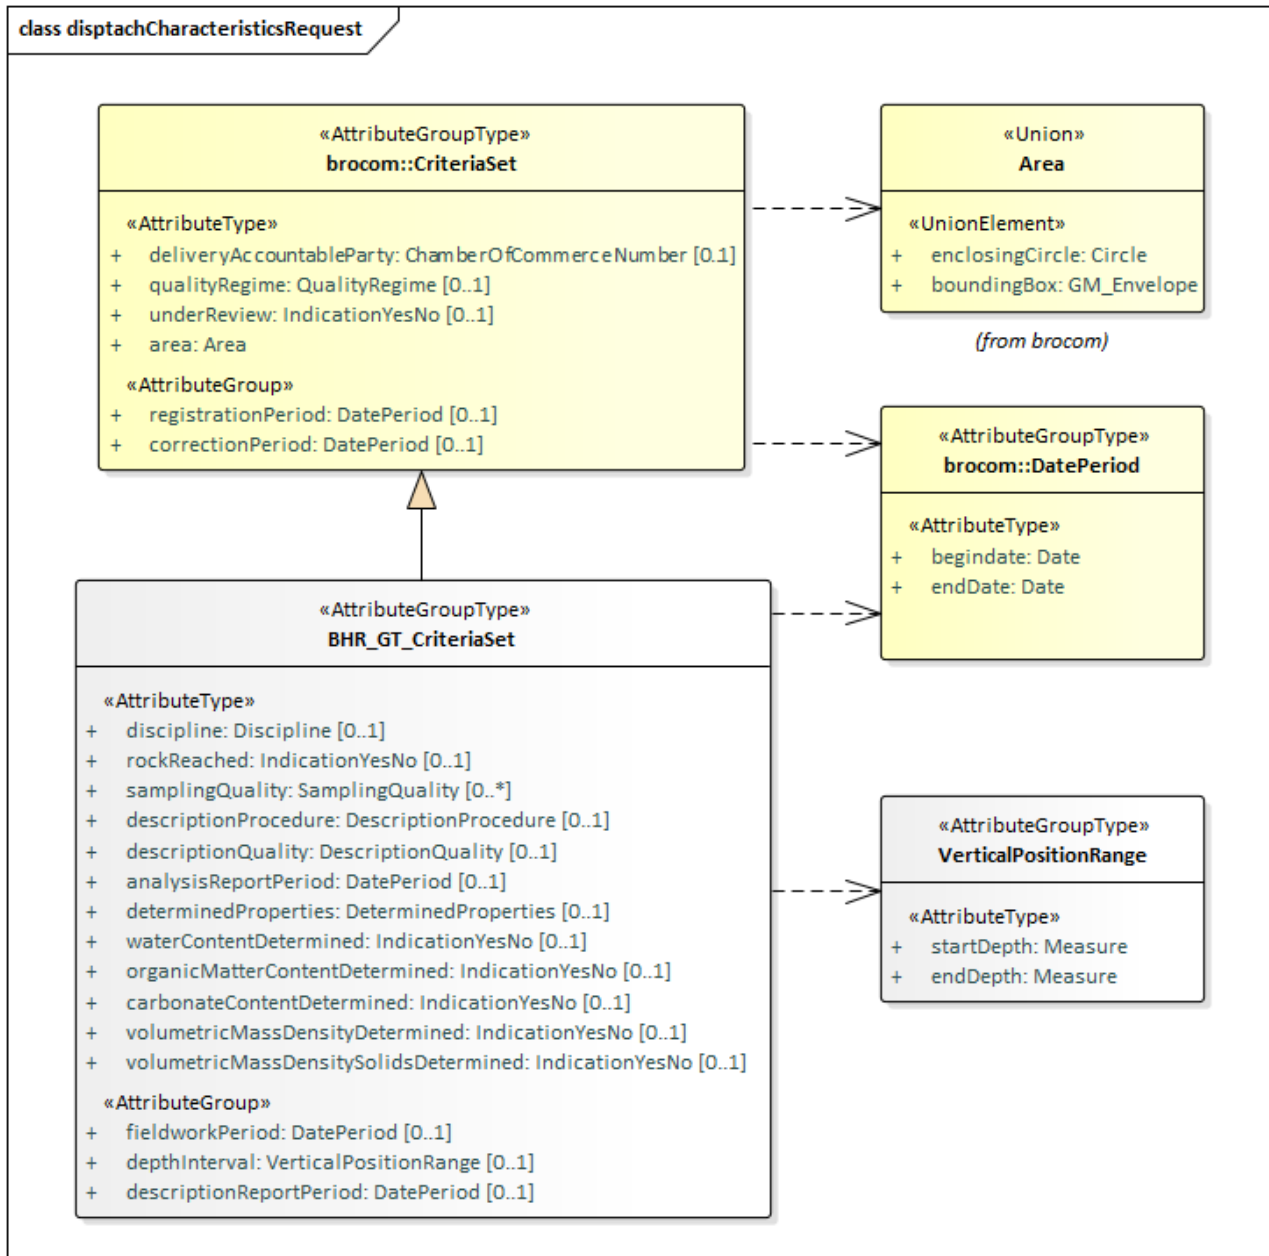 class disptachCharacteristicsRequest
«AttributeGroupType»
brocom::CriteriaSet
«AttributeType»
+ deliveryAccountableParty: ChamberOfCommerceNumber [0.1]
+ qualityRegime: QualityRegime [0..1]
+ underReview: IndicationYesNo [0..1]
+ area: Area
«AttributeGroup»
+ registrationPeriod: DatePeriod [0..1]
+ correctionPeriod: DatePeriod [0..1]
«Union»
Area
«UnionElement»
+ enclosingCircle: Circle
+ boundingBox: GM_Envelope
(from brocom)
«AttributeGroupType»
brocom::DatePeriod
«AttributeType»
+ begindate: Date
+ endDate: Date
«AttributeGroupType»
BHR_GT_CriteriaSet
«AttributeType»
+ discipline: Discipline [0..1]
+ rockReached: IndicationYesNo [0..1]
+ samplingQuality: SamplingQuality [0..*]
+ descriptionProcedure: DescriptionProcedure [0..1]
+ descriptionQuality: DescriptionQuality [0..1]
+ analysisReportPeriod: DatePeriod [0..1]
+ determinedProperties: DeterminedProperties [0..1]
+ waterContentDetermined: IndicationYesNo [0..1]
+ organicMatterContentDetermined: IndicationYesNo [0..1]
+ carbonateContentDetermined: IndicationYesNo [0..1]
+ volumetricMassDensityDetermined: IndicationYesNo [0..1]
+ volumetricMassDensitySolidsDetermined: IndicationYesNo [0..1]
«AttributeGroup»
+ fieldworkPeriod: DatePeriod [0..1]
+ depthInterval: VerticalPositionRange [0..1]
+ descriptionReportPeriod: DatePeriod [0..1]
«AttributeGroupType»
VerticalPositionRange
«AttributeType»
+ startDepth: Measure
+ endDepth: Measure